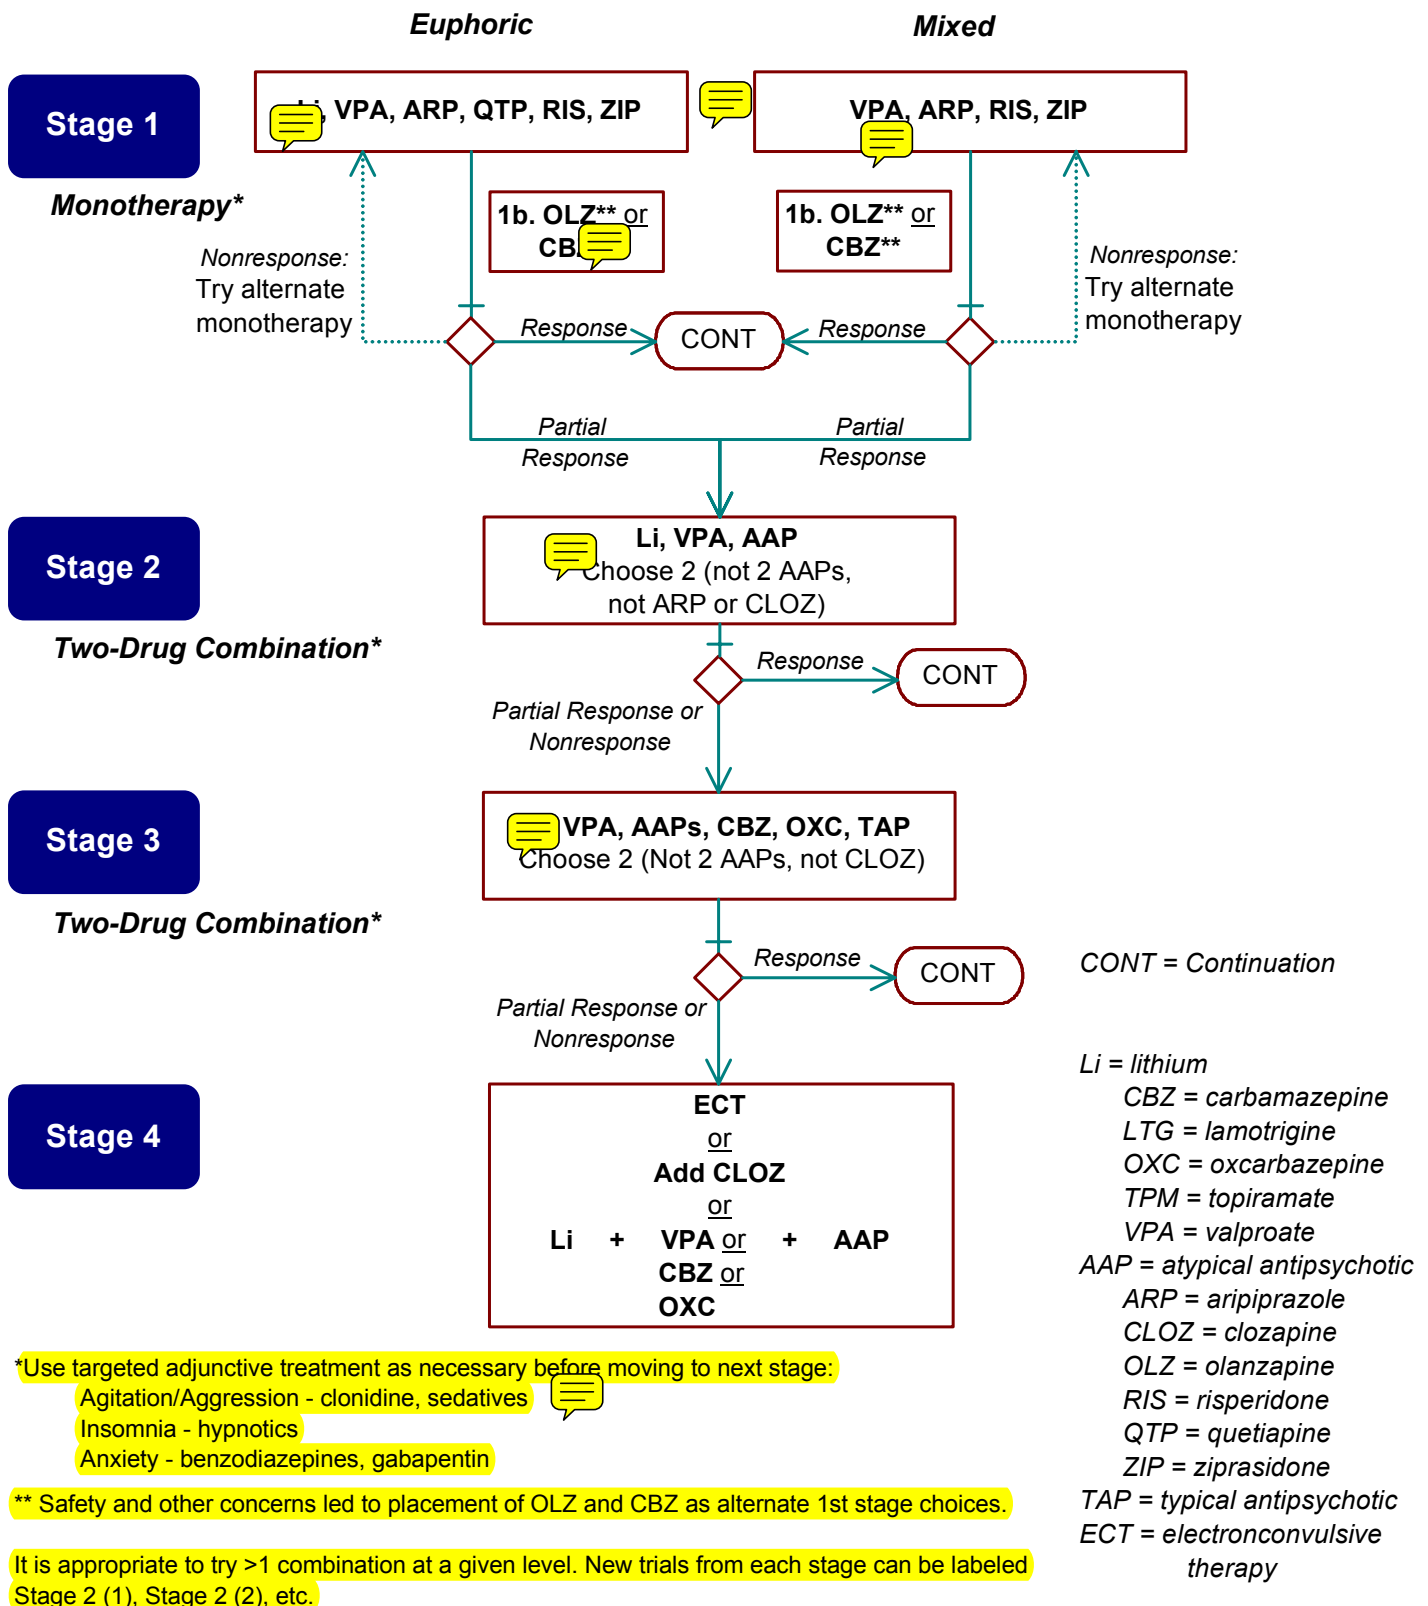 Euphoric
Mixed
Stage 1
Monotherapy*
VPA, ARP, QTP, RIS, ZIP
VPA, ARP, RIS, ZIP
1b. OLZ** or
1b. OLZ** or
CBZ**
Nonresponse:
Try alternate
monotherapy
Nonresponse:
Try alternate
monotherapy
Response
CONT
Response
Partial
Response
Partial
Response
Stage 2
Two-Drug Combination*
Li, VPA, AAP
Choose 2 (not 2 AAPs,
not ARP or CLOZ)
Response
CONT
Partial Response or
Nonresponse
Stage 3
Two-Drug Combination*
VPA, AAPs, CBZ, OXC, TAP
Choose 2 (Not 2 AAPs, not CLOZ)
Response
CONT
Partial Response or
Nonresponse
Stage 4
ECT
or
Add CLOZ
or
Li + VPA or + AAP
CBZ or
OXC
CONT = Continuation
Li = lithium
CBZ = carbamazepine
LTG = lamotrigine
OXC = oxcarbazepine
TPM = topiramate
VPA = valproate
AAP = atypical antipsychotic
ARP = aripiprazole
CLOZ = clozapine
OLZ = olanzapine
RIS = risperidone
QTP = quetiapine
ZIP = ziprasidone
TAP = typical antipsychotic
ECT = electronconvulsive
therapy
*Use targeted adjunctive treatment as necessary before moving to next stage:
Agitation/Aggression - clonidine, sedatives
Insomnia - hypnotics
Anxiety - benzodiazepines, gabapentin
** Safety and other concerns led to placement of OLZ and CBZ as alternate 1st stage choices.
It is appropriate to try >1 combination at a given level. New trials from each stage can be labeled
Stage 2 (1), Stage 2 (2), etc.